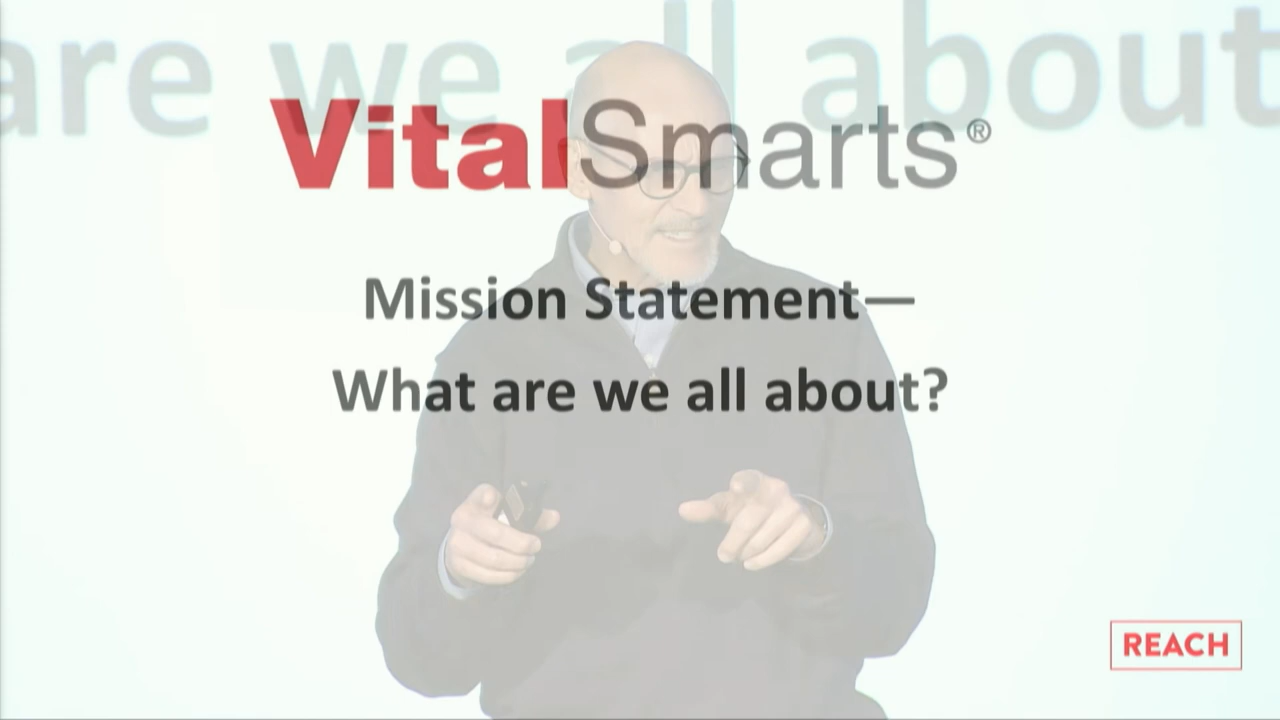 are we all about
VitalSmarts®
Mission Statement—
What are we all about?
REACH